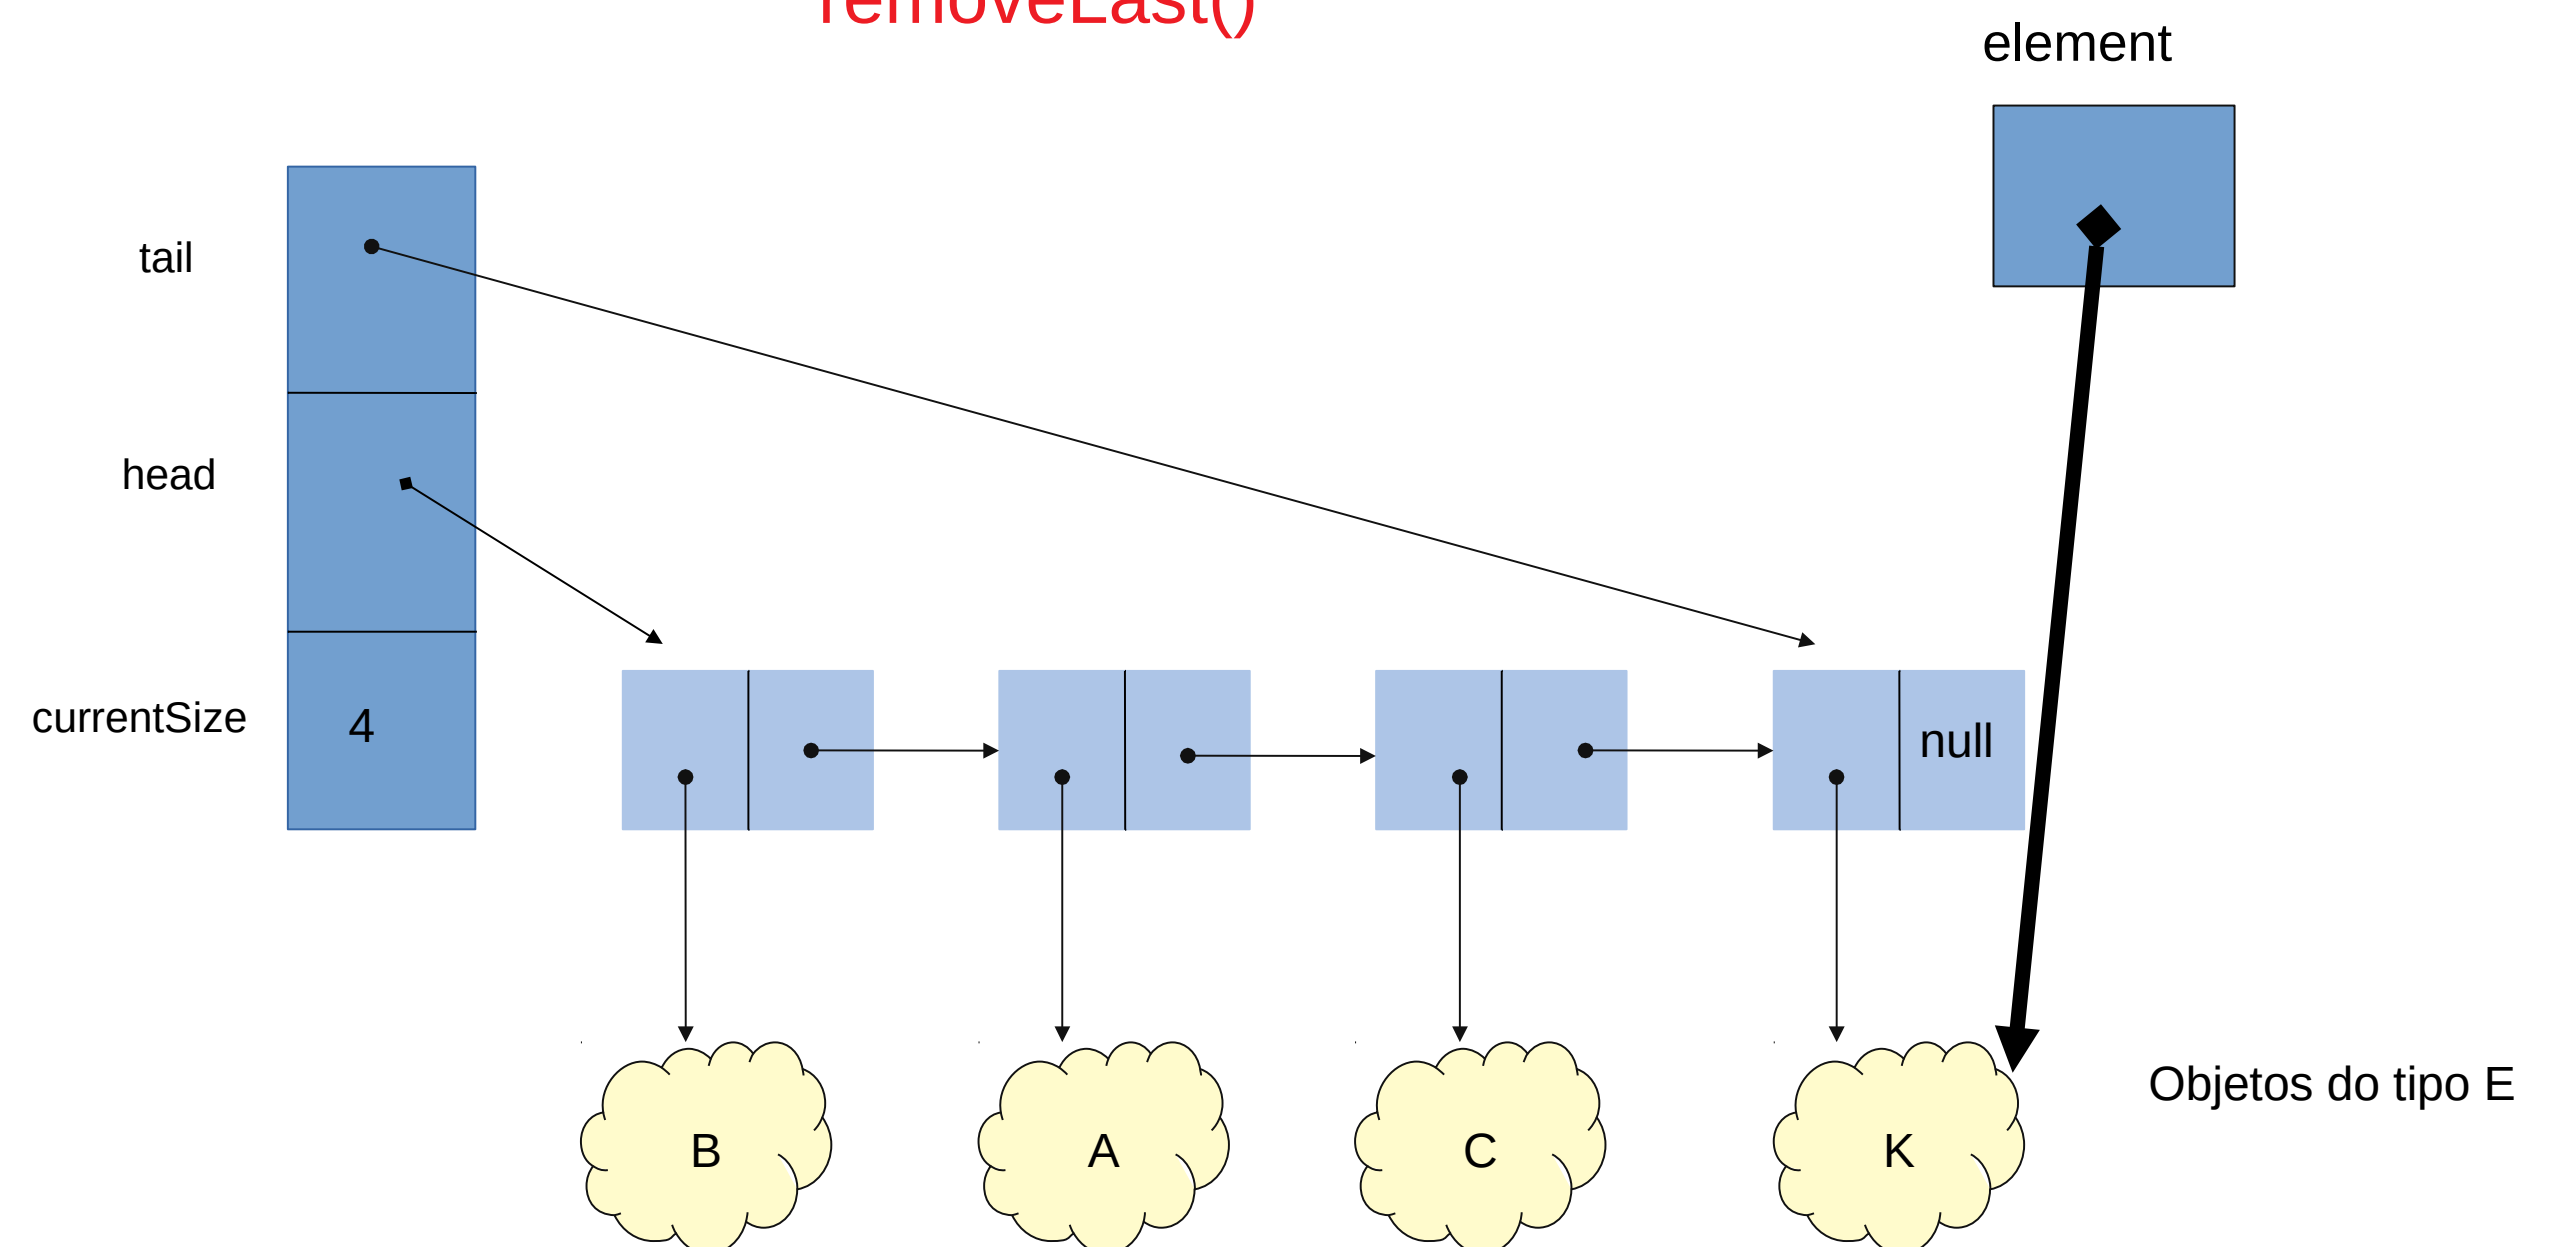 removeLast()
element
tail
head
currentSize
4
null
Objetos do tipo E
B
A
C
K